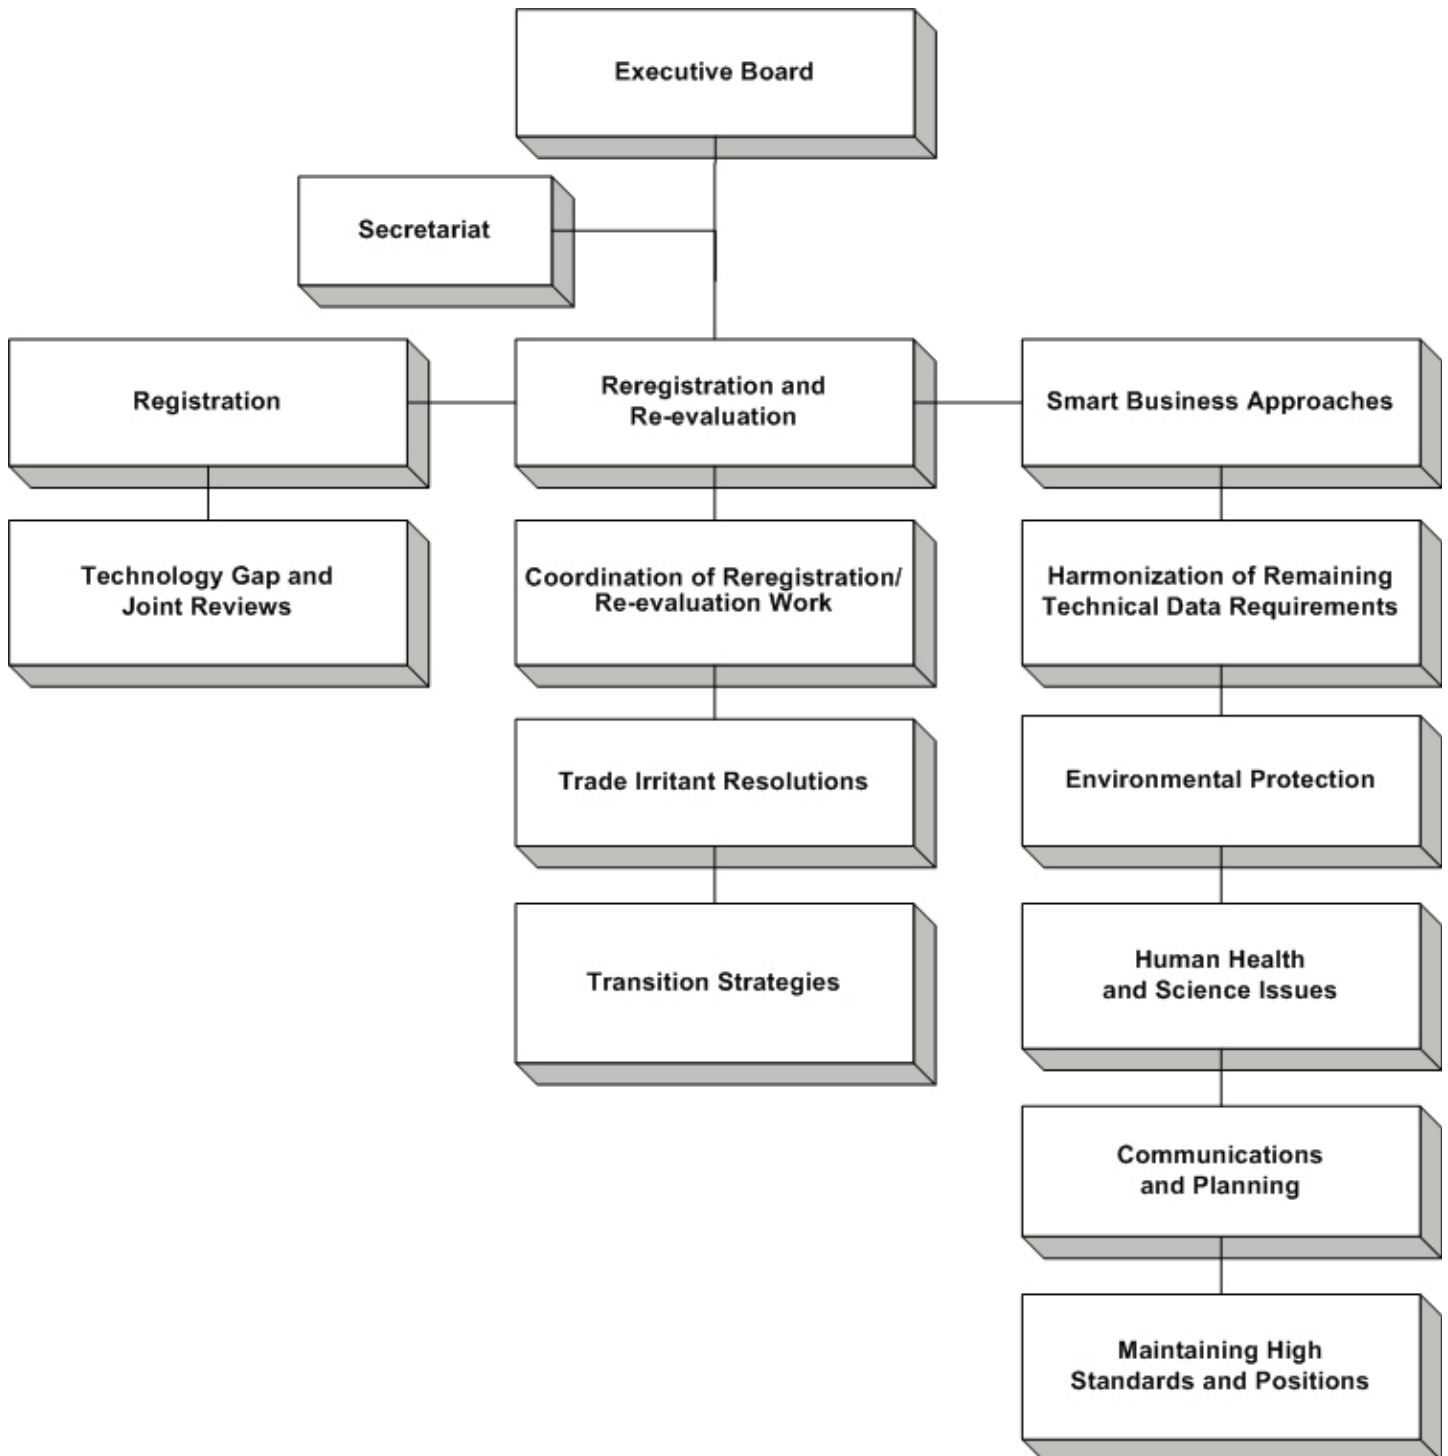 Executive Board
Secretariat
Registration
Reregistration and
Re-evaluation
Smart Business Approaches
Technology Gap and
Joint Reviews
Coordination of Reregistration/
Re-evaluation Work
Harmonization of Remaining
Technical Data Requirements
Trade Irritant Resolutions
Environmental Protection
Transition Strategies
Human Health
and Science Issues
Communications
and Planning
Maintaining High
Standards and Positions